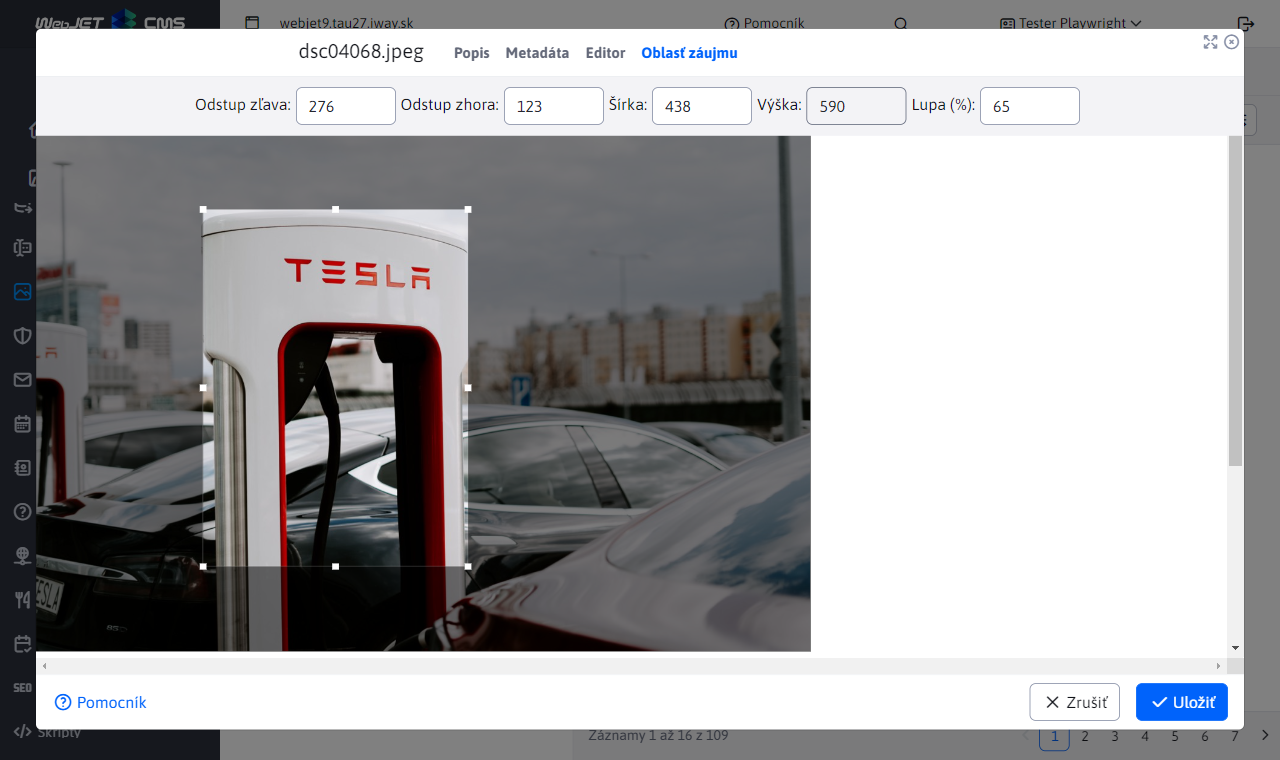 WebJET CMS
webjet9.tau27.iway.sk
Pomocník
Tester Playwright
dsc04068.jpeg
Popis
Metadáta
Editor
Oblasť záujmu
Odstup zľava: 276
Odstup zhora: 123
Šírka: 438
Výška: 590
Lupa (%): 65
TESLA
SEO
Skripty
Pomocník
Zrušiť
Uložiť
Záznamy 1 až 16 z 109
1 2 3 4 5 6 7